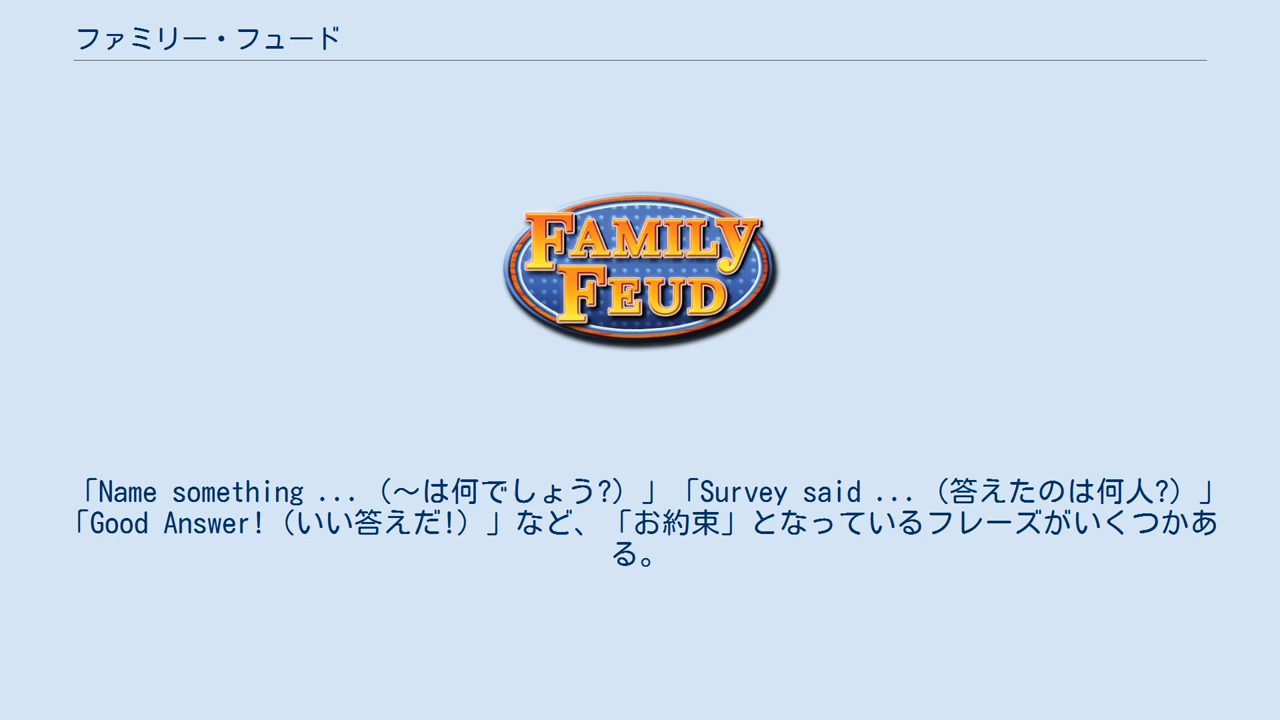 ファミリー・フュード
FAMILY
FEUD
「Name something ... （〜は何でしょう?）」「Survey said ... （答えたのは何人?）」
「Good Answer!（いい答えだ!）」など、「お約束」となっているフレーズがいくつかあ
る。